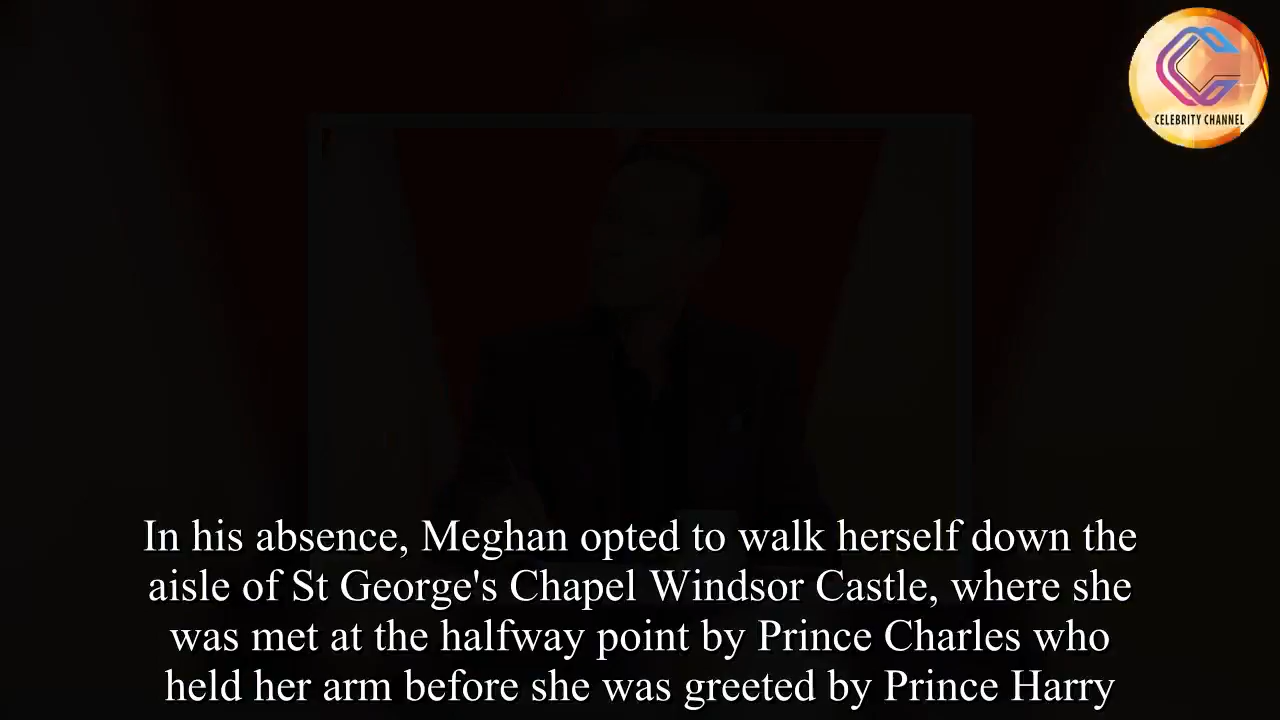 CELEBRITY CHANNEL
In his absence, Meghan opted to walk herself down the
aisle of St George's Chapel Windsor Castle, where she
was met at the halfway point by Prince Charles who
held her arm before she was greeted by Prince Harry